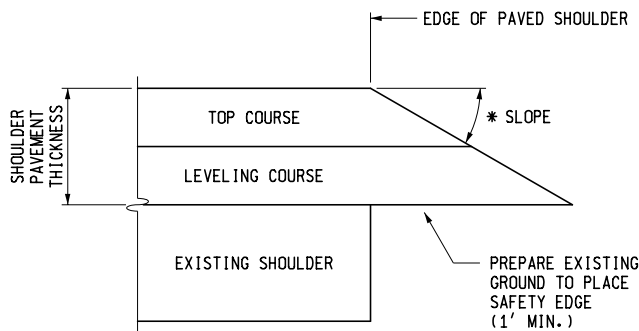 EDGE OF PAVED SHOULDER
SHOULDER
PAVEMENT
THICKNESS
TOP COURSE
* SLOPE
LEVELING COURSE
EXISTING SHOULDER
PREPARE EXISTING
GROUND TO PLACE
SAFETY EDGE
(1' MIN.)